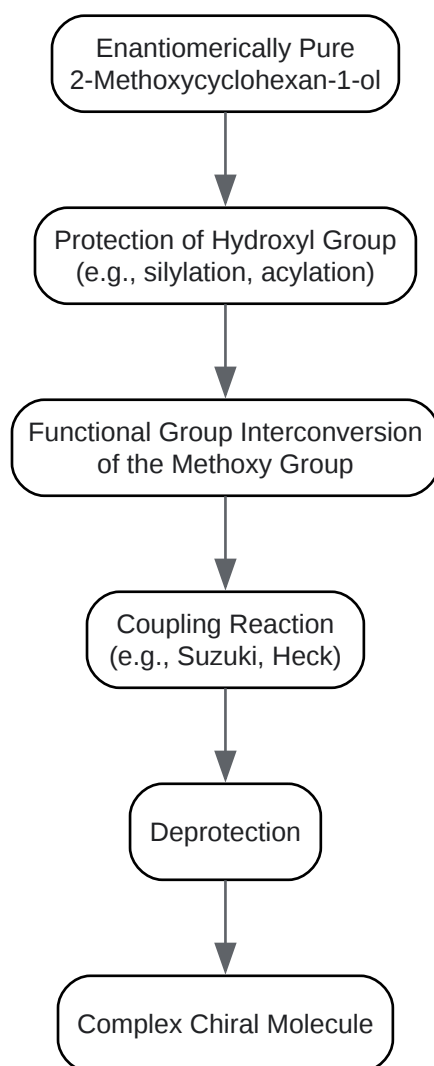 Enantiomerically Pure
2-Methoxycyclohexan-1-ol
Protection of Hydroxyl Group
(e.g., silylation, acylation)
Functional Group Interconversion
of the Methoxy Group
Coupling Reaction
(e.g., Suzuki, Heck)
Deprotection
Complex Chiral Molecule